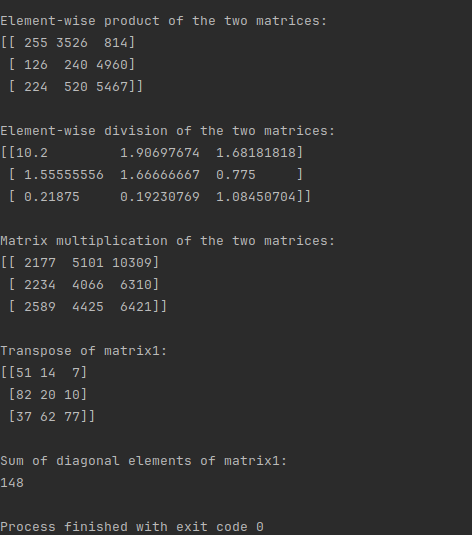 Element-wise product of the two matrices:
[[ 255 3526  814]
 [ 126  240 4960]
 [ 224  520 5467]]
Element-wise division of the two matrices:
[[10.2         1.90697674  1.68181818]
 [ 1.55555556  1.66666667  0.775     ]
 [ 0.21875     0.19230769  1.08450704]]
Matrix multiplication of the two matrices:
[[ 2177  5101 10309]
 [ 2234  4066  6310]
 [ 2589  4425  6421]]
Transpose of matrix1:
[[51 14  7]
 [82 20 10]
 [37 62 77]]
Sum of diagonal elements of matrix1:
148
Process finished with exit code 0